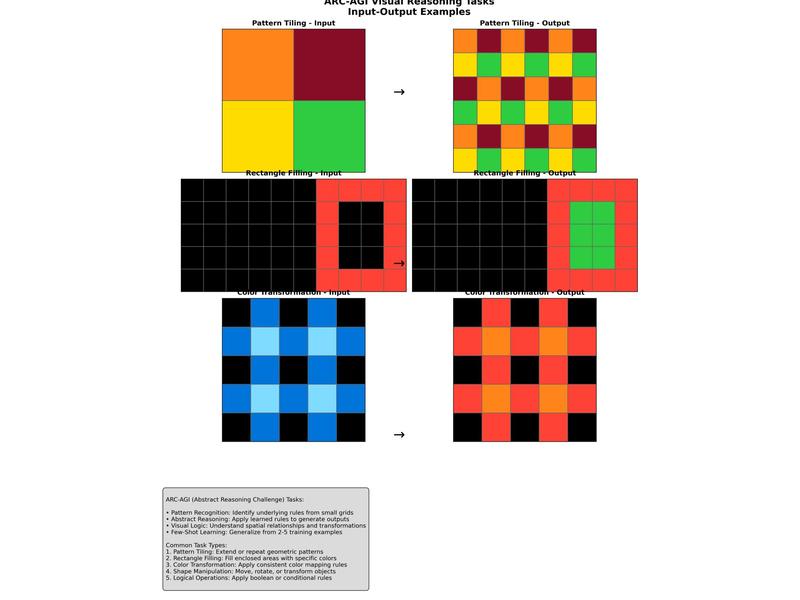 ARC-AGI Visual Reasoning Tasks
Input-Output Examples
Pattern Tiling - Input
Pattern Tiling - Output
→
Rectangle Filling - Input
Rectangle Filling - Output
→
Color Transformation - Input
Color Transformation - Output
→
ARC-AGI (Abstract Reasoning Challenge) Tasks:
• Pattern Recognition: Identify underlying rules from small grids
• Abstract Reasoning: Apply learned rules to generate outputs
• Visual Logic: Understand spatial relationships and transformations
• Few-Shot Learning: Generalize from 2-5 training examples
Common Task Types:
1. Pattern Tiling: Extend or repeat geometric patterns
2. Rectangle Filling: Fill enclosed areas with specific colors
3. Color Transformation: Apply consistent color mapping rules
4. Shape Manipulation: Move, rotate, or transform objects
5. Logical Operations: Apply boolean or conditional rules